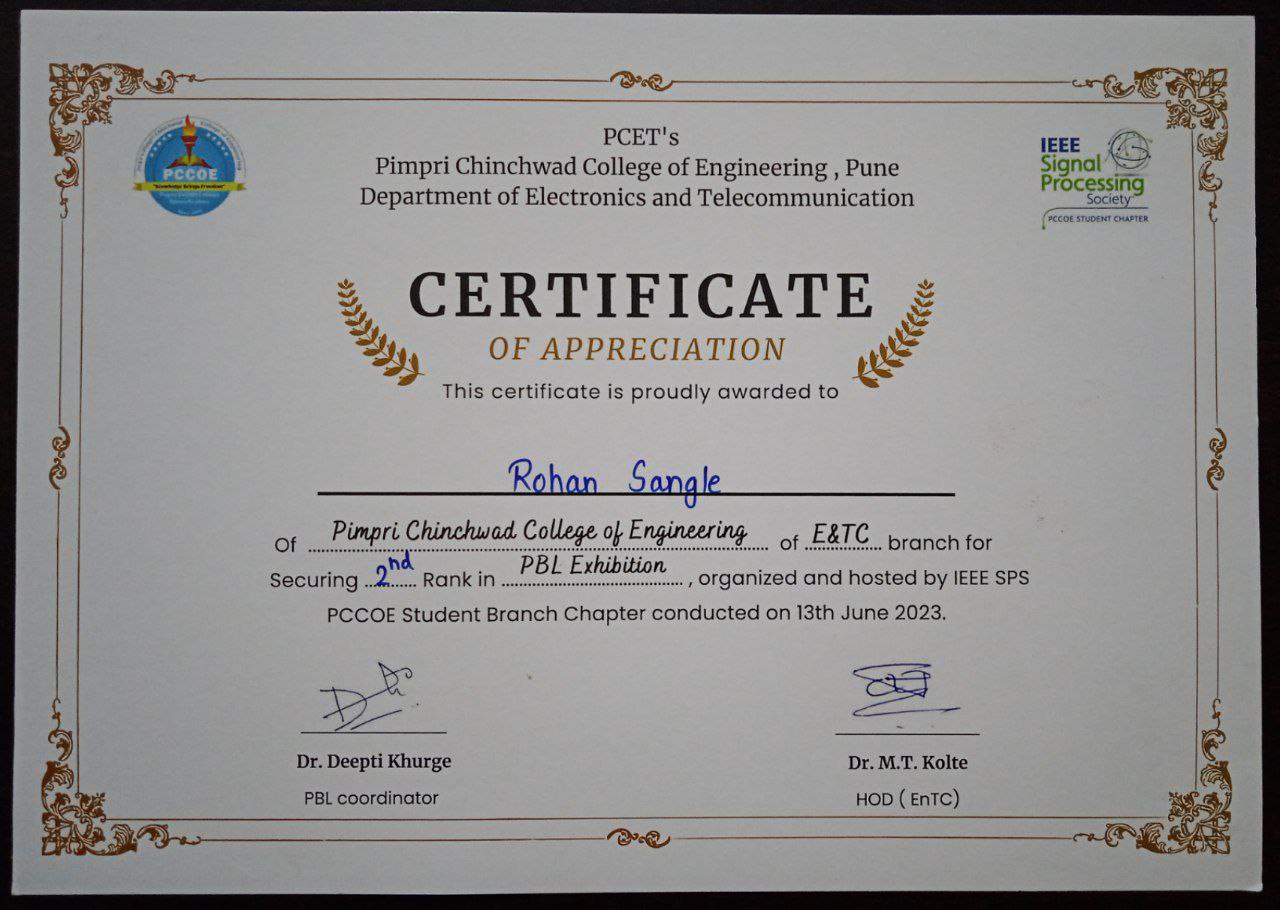 PCET's
Pimpri Chinchwad College of Engineering , Pune
Department of Electronics and Telecommunication
PCCOE
"Knowledge Brings Freedom"
IEEE
Signal
Processing
Society
PCCOE STUDENT CHAPTER
CERTIFICATE
OF APPRECIATION
This certificate is proudly awarded to
Rohan Sangle
Of Pimpri Chinchwad College of Engineering of E&TC branch for
Securing 2nd Rank in PBL Exhibition , organized and hosted by IEEE SPS
PCCOE Student Branch Chapter conducted on 13th June 2023.
Dr. Deepti Khurge
PBL coordinator
Dr. M.T. Kolte
HOD ( EnTC)